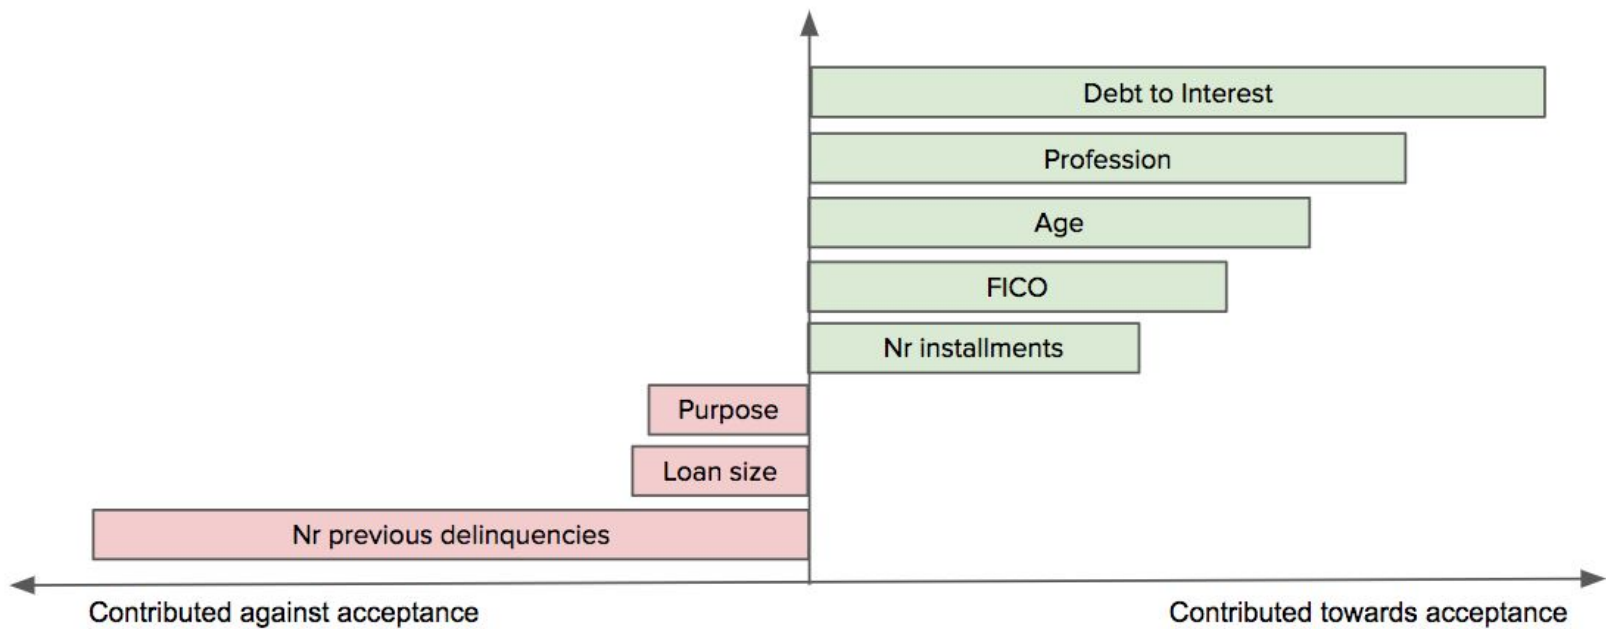 Debt to Interest
Profession
Age
FICO
Nr installments
Purpose
Loan size
Nr previous delinquencies
Contributed against acceptance
Contributed towards acceptance